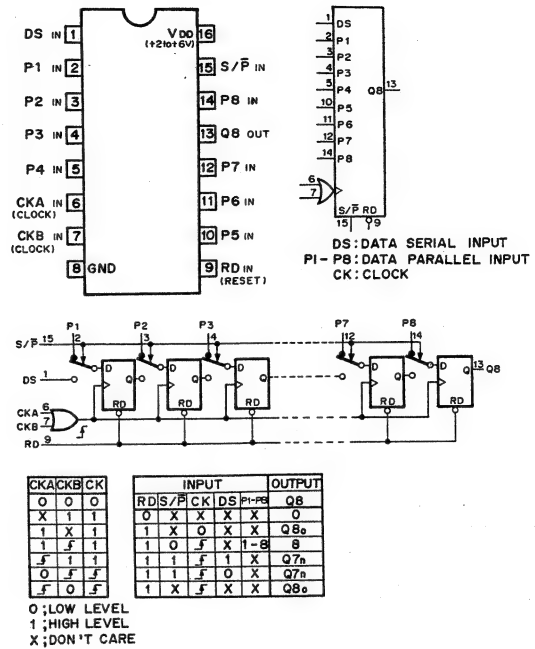 DS IN 1
VDD 16
(+2to+6V)
P1 IN 2
15 S/P̅ IN
P2 IN 3
14 P8 IN
P3 IN 4
13 Q8 OUT
P4 IN 5
12 P7 IN
CKA IN 6
(CLOCK)
11 P6 IN
CKB IN 7
(CLOCK)
10 P5 IN
8 GND
9 RD IN
(RESET)
1 DS
2 P1
3 P2
4 P3
5 P4
Q8 13
10 P5
11 P6
12 P7
14 P8
6
7
S/P̅ RD
15 9
DS:DATA SERIAL INPUT
P1-P8:DATA PARALLEL INPUT
CK:CLOCK
P1 P2 P3 P7 P8
S/P̅ 15 2 3 4 12 14
D D D D D 13 Q8
DS 1 Q Q Q Q Q
CKA 6
CKB 7
RD RD RD RD RD
RD 9
CKA CKB CK
0 0 0
X 1 1
1 X 1
1 ↑ 1
↑ 1 1
0 ↑ ↑
↑ 0 ↑
INPUT OUTPUT
RD S/P̅ CK DS P1-P8 Q8
0 X X X X 0
1 X 0 X X Q8o
1 0 ↑ X 1-8 8
1 1 ↑ 1 X Q7n
1 1 ↑ 0 X Q7n
1 X ↑ X X Q8o
0 ;LOW LEVEL
1 ;HIGH LEVEL
X ;DON'T CARE